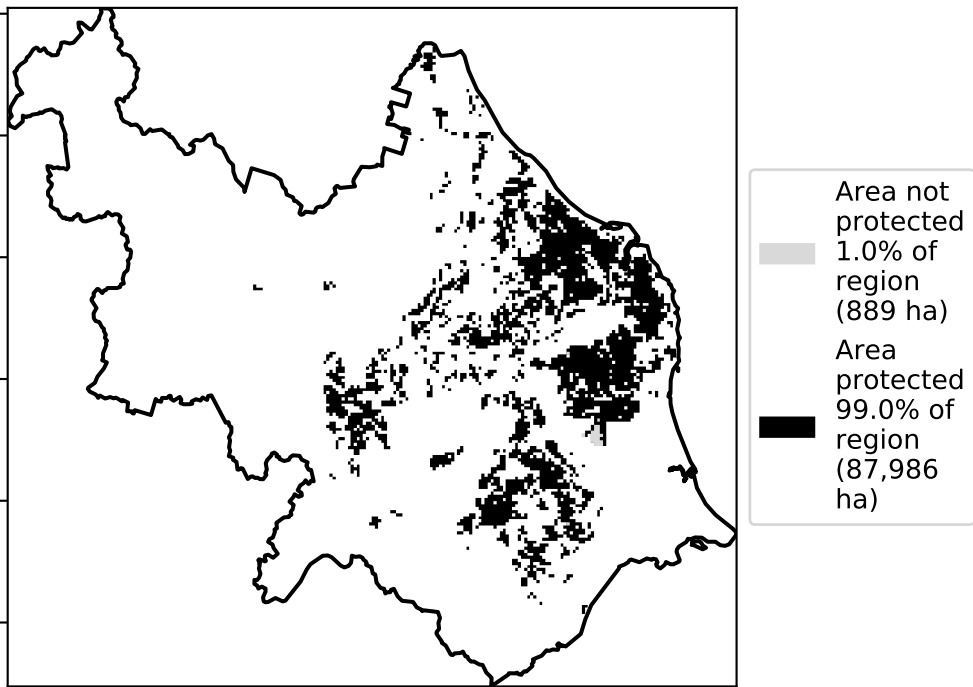 Area not
protected
1.0% of
region
(889 ha)
Area
protected
99.0% of
region
(87,986
ha)